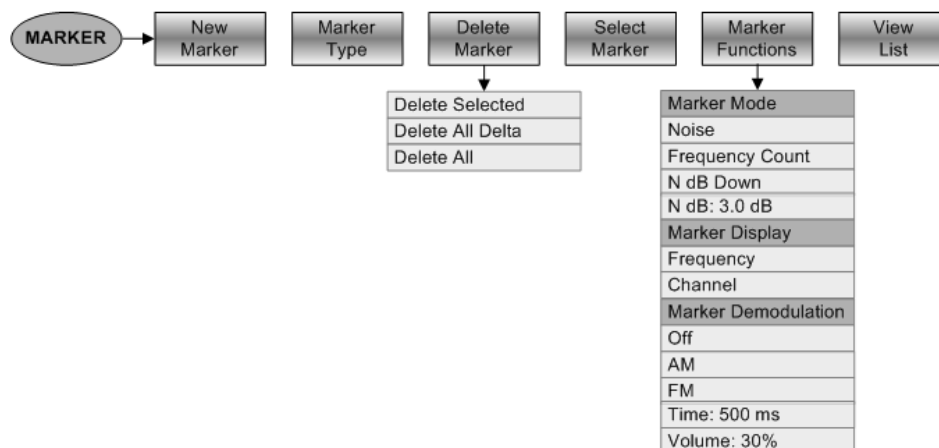 MARKER
New
Marker
Marker
Type
Delete
Marker
Select
Marker
Marker
Functions
View
List
Delete Selected
Delete All Delta
Delete All
Marker Mode
Noise
Frequency Count
N dB Down
N dB: 3.0 dB
Marker Display
Frequency
Channel
Marker Demodulation
Off
AM
FM
Time: 500 ms
Volume: 30%